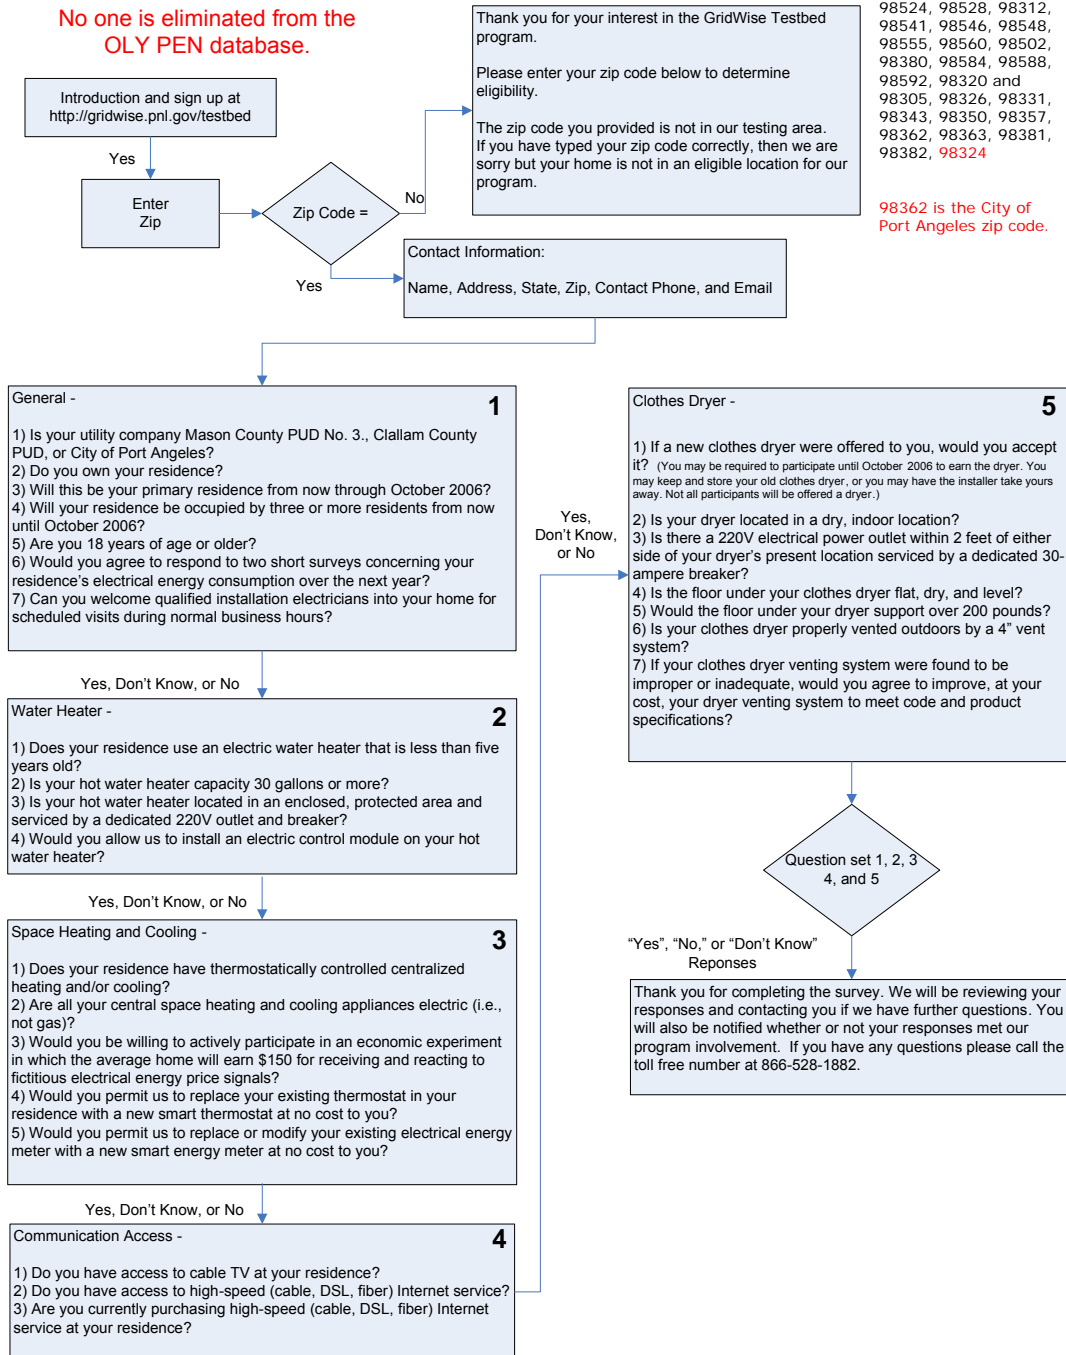 No one is eliminated from the
OLY PEN database.
Introduction and sign up at
http://gridwise.pnl.gov/testbed
Yes
Enter
Zip
Zip Code =
No
Yes
Thank you for your interest in the GridWise Testbed
program.
Please enter your zip code below to determine
eligibility.
The zip code you provided is not in our testing area.
If you have typed your zip code correctly, then we are
sorry but your home is not in an eligible location for our
program.
98524, 98528, 98312,
98541, 98546, 98548,
98555, 98560, 98502,
98380, 98584, 98588,
98592, 98320 and
98305, 98326, 98331,
98343, 98350, 98357,
98362, 98363, 98381,
98382, 98324
98362 is the City of
Port Angeles zip code.
Contact Information:
Name, Address, State, Zip, Contact Phone, and Email
General -
1
1) Is your utility company Mason County PUD No. 3., Clallam County
PUD, or City of Port Angeles?
2) Do you own your residence?
3) Will this be your primary residence from now through October 2006?
4) Will your residence be occupied by three or more residents from now
until October 2006?
5) Are you 18 years of age or older?
6) Would you agree to respond to two short surveys concerning your
residence's electrical energy consumption over the next year?
7) Can you welcome qualified installation electricians into your home for
scheduled visits during normal business hours?
Yes, Don't Know, or No
Water Heater -
2
1) Does your residence use an electric water heater that is less than five
years old?
2) Is your hot water heater capacity 30 gallons or more?
3) Is your hot water heater located in an enclosed, protected area and
serviced by a dedicated 220V outlet and breaker?
4) Would you allow us to install an electric control module on your hot
water heater?
Yes, Don't Know, or No
Space Heating and Cooling -
3
1) Does your residence have thermostatically controlled centralized
heating and/or cooling?
2) Are all your central space heating and cooling appliances electric (i.e.,
not gas)?
3) Would you be willing to actively participate in an economic experiment
in which the average home will earn $150 for receiving and reacting to
fictitious electrical energy price signals?
4) Would you permit us to replace your existing thermostat in your
residence with a new smart thermostat at no cost to you?
5) Would you permit us to replace or modify your existing electrical energy
meter with a new smart energy meter at no cost to you?
Yes, Don't Know, or No
Communication Access -
4
1) Do you have access to cable TV at your residence?
2) Do you have access to high-speed (cable, DSL, fiber) Internet service?
3) Are you currently purchasing high-speed (cable, DSL, fiber) Internet
service at your residence?
Yes,
Don't Know,
or No
Clothes Dryer -
5
1) If a new clothes dryer were offered to you, would you accept
it? (You may be required to participate until October 2006 to earn the dryer. You
may keep and store your old clothes dryer, or you may have the installer take yours
away. Not all participants will be offered a dryer.)
2) Is your dryer located in a dry, indoor location?
3) Is there a 220V electrical power outlet within 2 feet of either
side of your dryer's present location serviced by a dedicated 30-
ampere breaker?
4) Is the floor under your clothes dryer flat, dry, and level?
5) Would the floor under your dryer support over 200 pounds?
6) Is your clothes dryer properly vented outdoors by a 4" vent
system?
7) If your clothes dryer venting system were found to be
improper or inadequate, would you agree to improve, at your
cost, your dryer venting system to meet code and product
specifications?
Question set 1, 2, 3
4, and 5
"Yes", "No," or "Don't Know"
Reponses
Thank you for completing the survey. We will be reviewing your
responses and contacting you if we have further questions. You
will also be notified whether or not your responses met our
program involvement. If you have any questions please call the
toll free number at 866-528-1882.